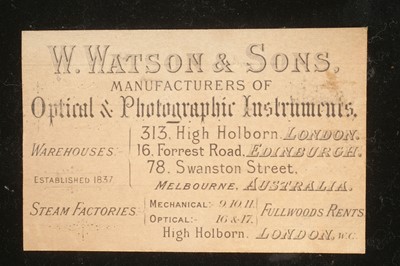 W. WATSON & SONS.
MANUFACTURERS OF
Optical & Photographic Instruments.
WAREHOUSES:- 313. High Holborn. LONDON.
16. Forrest Road. EDINBURGH.
ESTABLISHED 1837. 78. Swanston Street,
MELBOURNE. AUSTRALIA.
STEAM FACTORIES. MECHANICAL:- 9.10.11. FULLWOODS RENTS.
OPTICAL:- 16 & 17.
High Holborn. LONDON. W.C.